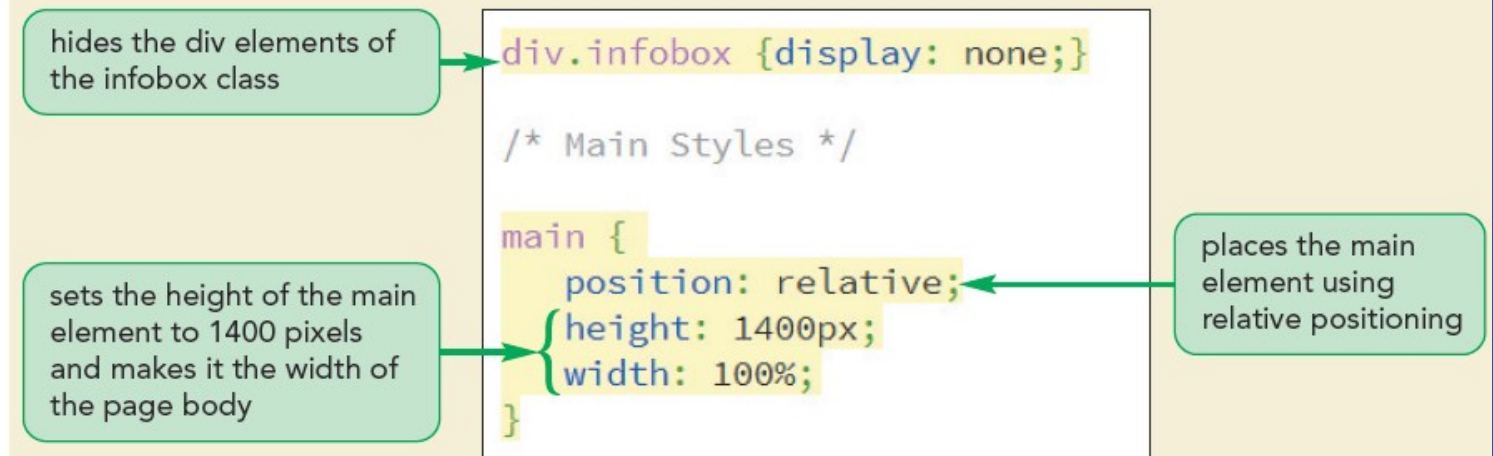 hides the div elements of
the infobox class
div.infobox {display: none;}
/* Main Styles */
main {
position: relative;
height: 1400px;
width: 100%;
}
sets the height of the main
element to 1400 pixels
and makes it the width of
the page body
places the main
element using
relative positioning